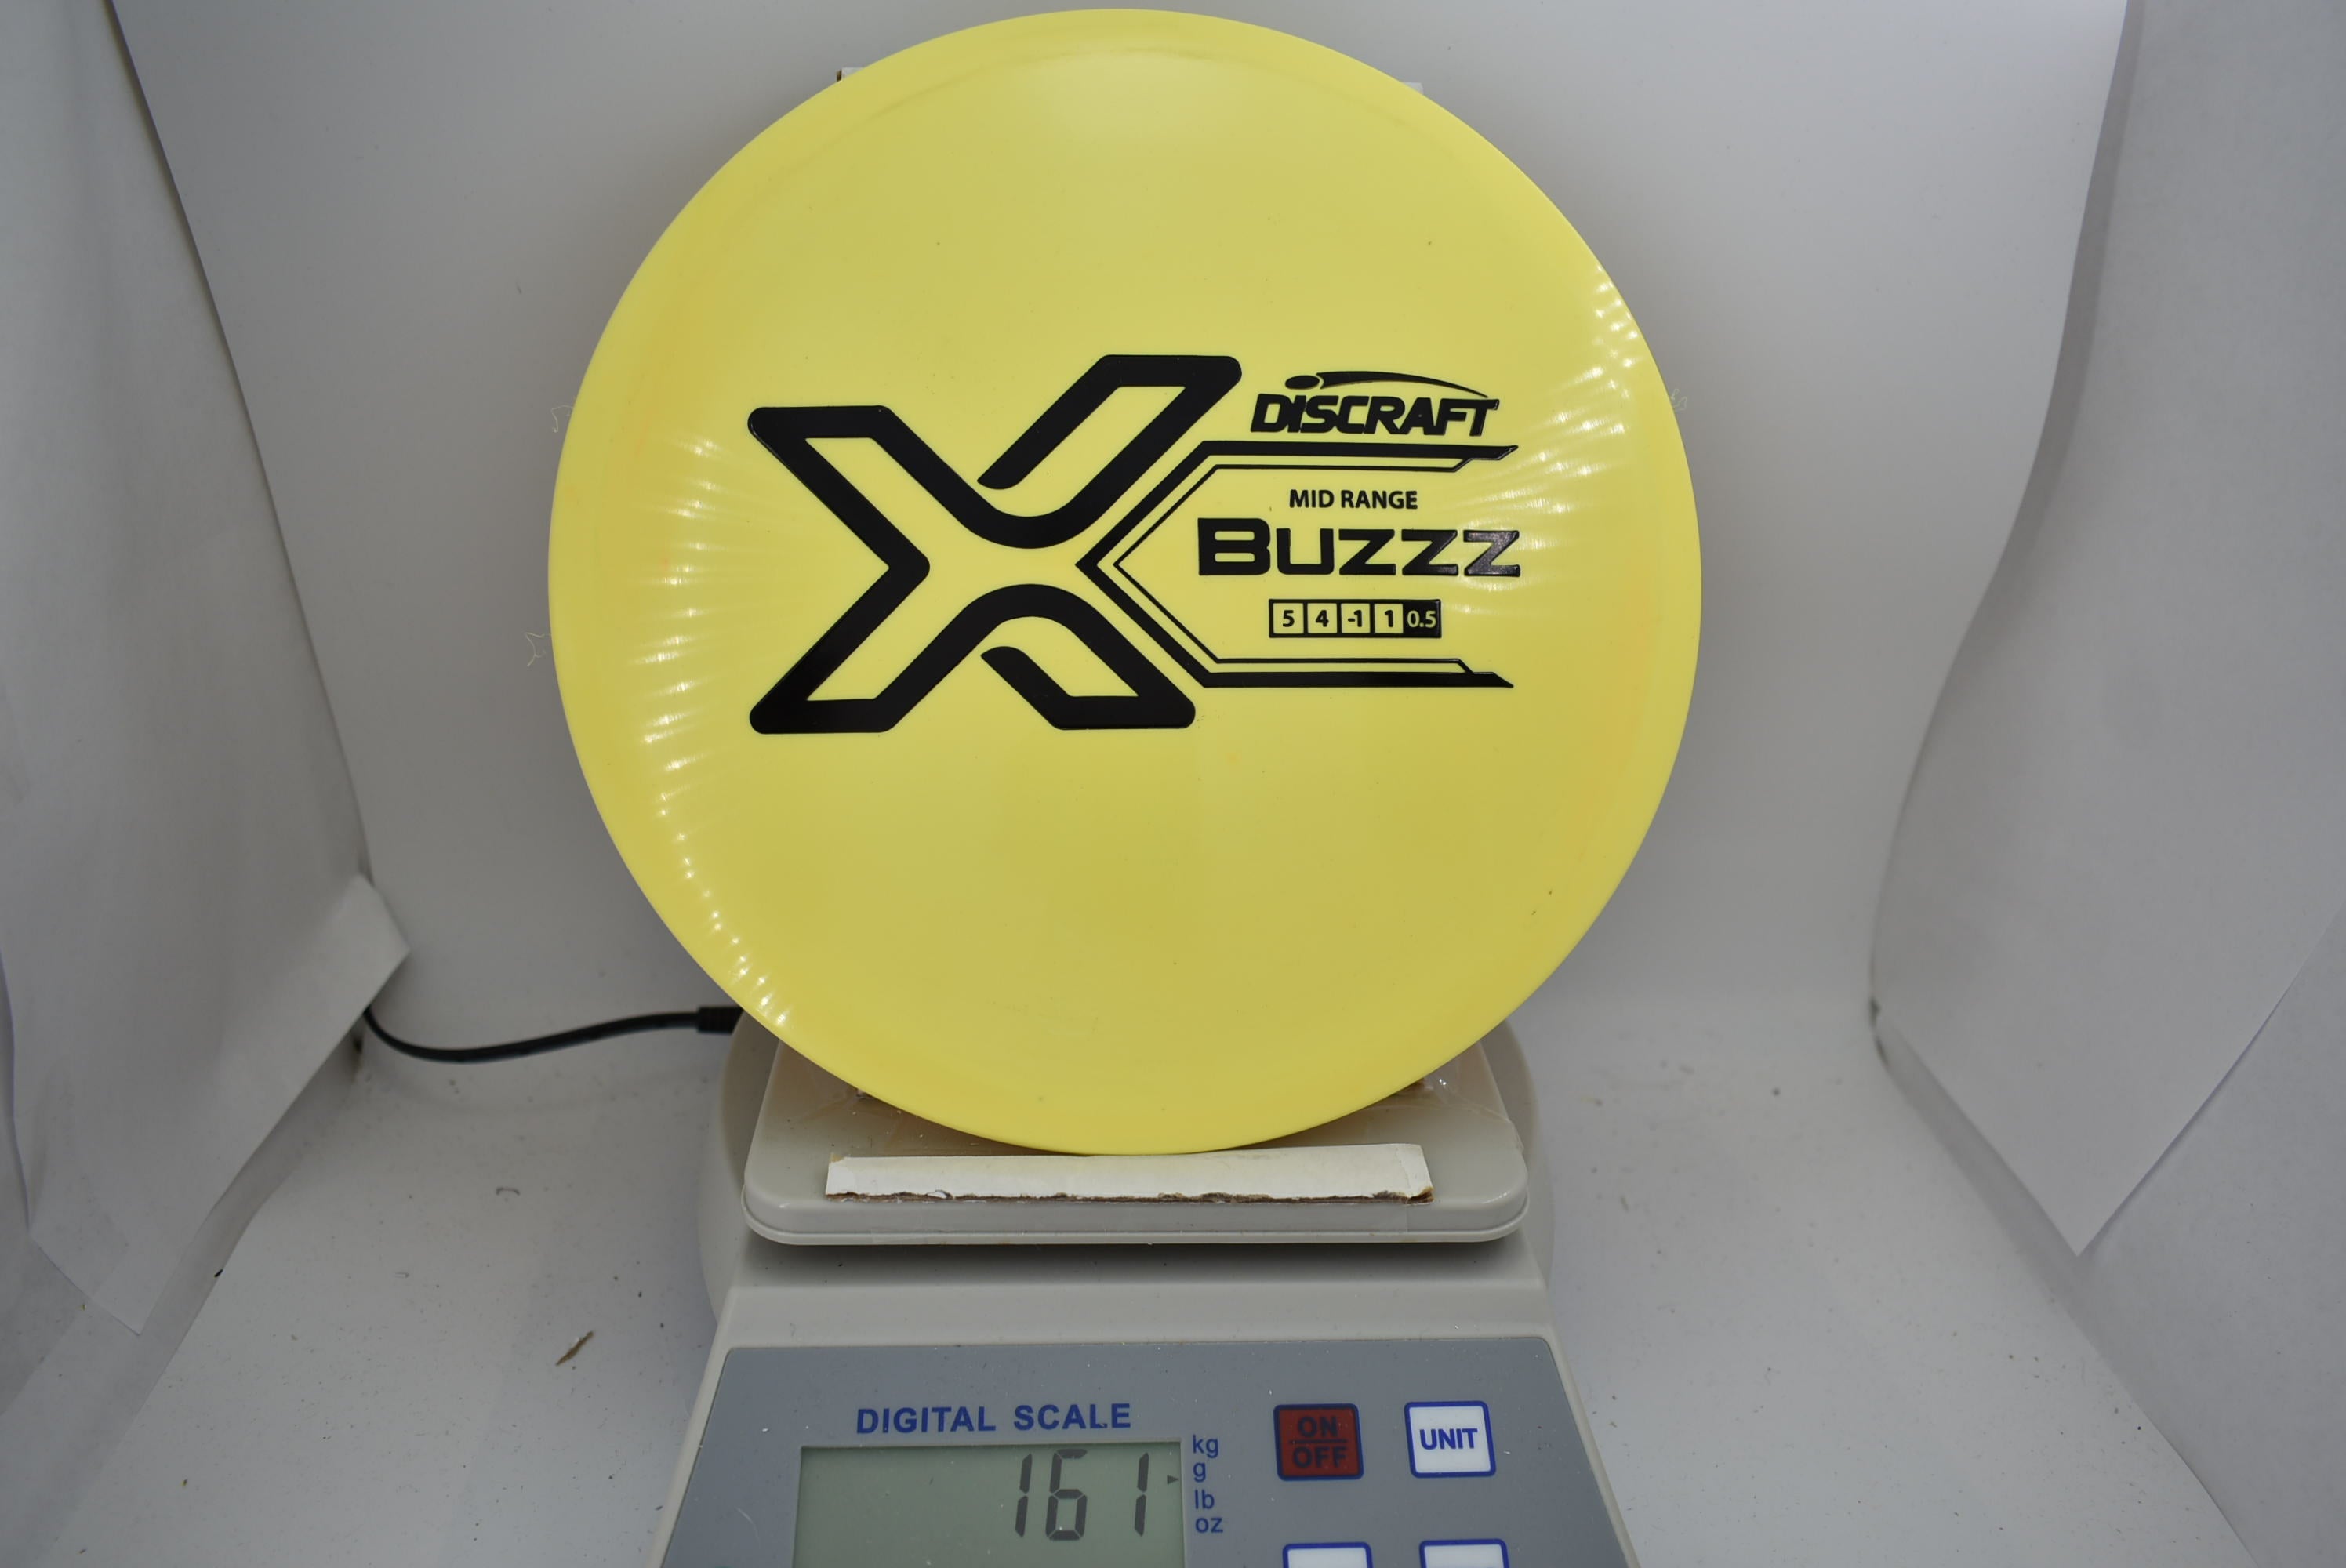 X
DISCRAFT
MID RANGE
BUZZZ
5 4 -1 1 0.5
DIGITAL SCALE
161
kg
g
lb
oz
ON
OFF
UNIT